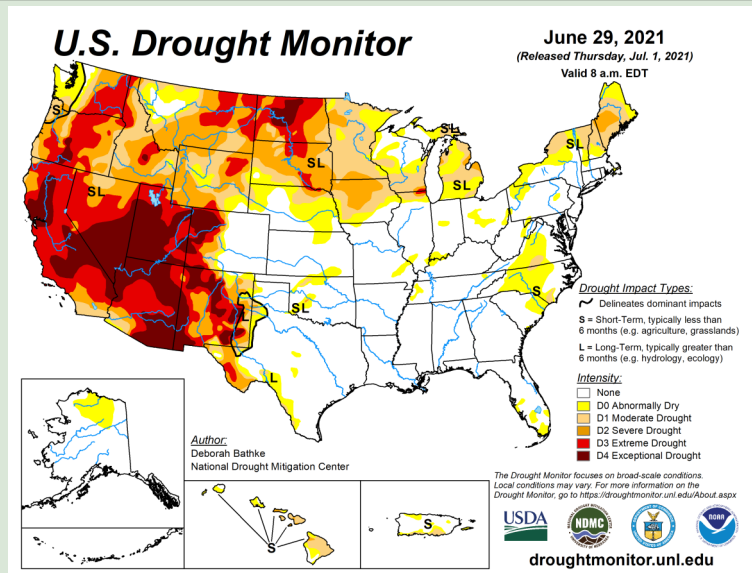 U.S. Drought Monitor
June 29, 2021
(Released Thursday, Jul. 1, 2021)
Valid 8 a.m. EDT
S
SL
SL
SL
SL
SL
SL
S
L
L
Drought Impact Types:
Delineates dominant impacts
S = Short-Term, typically less than
6 months (e.g. agriculture, grasslands)
L = Long-Term, typically greater than
6 months (e.g. hydrology, ecology)
Intensity:
None
D0 Abnormally Dry
D1 Moderate Drought
D2 Severe Drought
D3 Extreme Drought
D4 Exceptional Drought
Author:
Deborah Bathke
National Drought Mitigation Center
S
S
The Drought Monitor focuses on broad-scale conditions.
Local conditions may vary. For more information on the
Drought Monitor, go to https://droughtmonitor.unl.edu/About.aspx
USDA
NDMC
NOAA
droughtmonitor.unl.edu